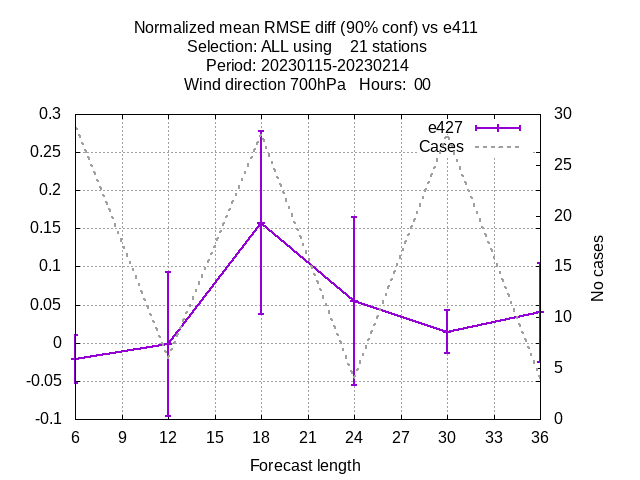 Normalized mean RMSE diff (90% conf) vs e411
Selection: ALL using    21 stations
Period: 20230115-20230214
Wind direction 700hPa   Hours:  00
e427
Cases
0.3
0.25
0.2
0.15
0.1
0.05
0
-0.05
-0.1
30
25
20
15
10
5
0
No cases
6 9 12 15 18 21 24 27 30 33 36
Forecast length